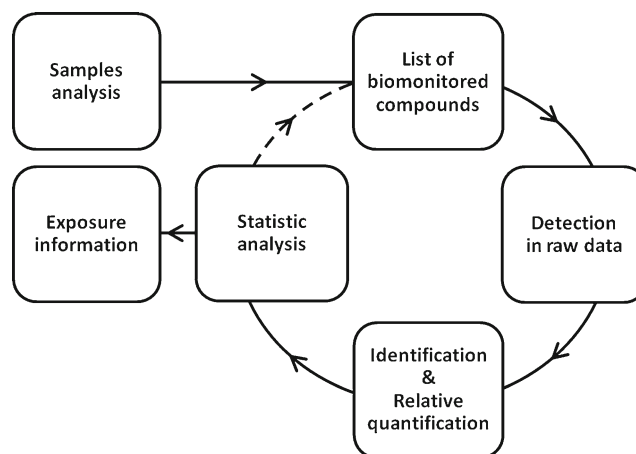 Samples
analysis
List of
biomonitored
compounds
Exposure
information
Statistic
analysis
Detection
in raw data
Identification
&
Relative
quantification